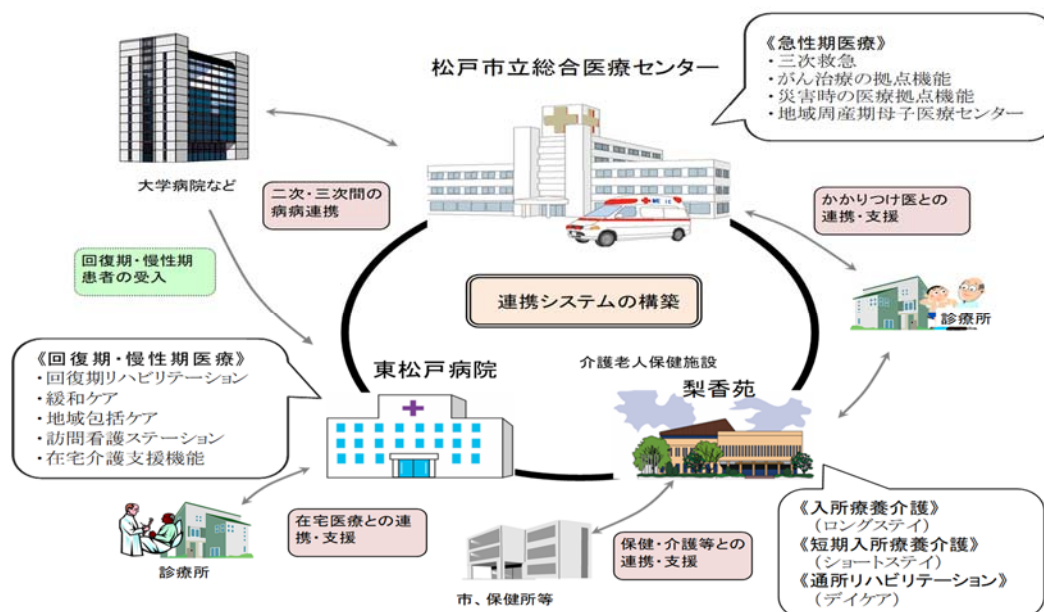 松戸市立総合医療センター
《急性期医療》
・三次救急
・がん治療の拠点機能
・災害時の医療拠点機能
・地域周産期母子医療センター
大学病院など
二次・三次間の
病病連携
かかりつけ医との
連携・支援
回復期・慢性期
患者の受入
連携システムの構築
診療所
《回復期・慢性期医療》
・回復期リハビリテーション
・緩和ケア
・地域包括ケア
・訪問看護ステーション
・在宅介護支援機能
東松戸病院
介護老人保健施設
梨香苑
《入所療養介護》
(ロングステイ)
《短期入所療養介護》
(ショートステイ)
《通所リハビリテーション》
(デイケア)
在宅医療との連
携・支援
保健・介護等との
連携・支援
診療所
市、保健所等